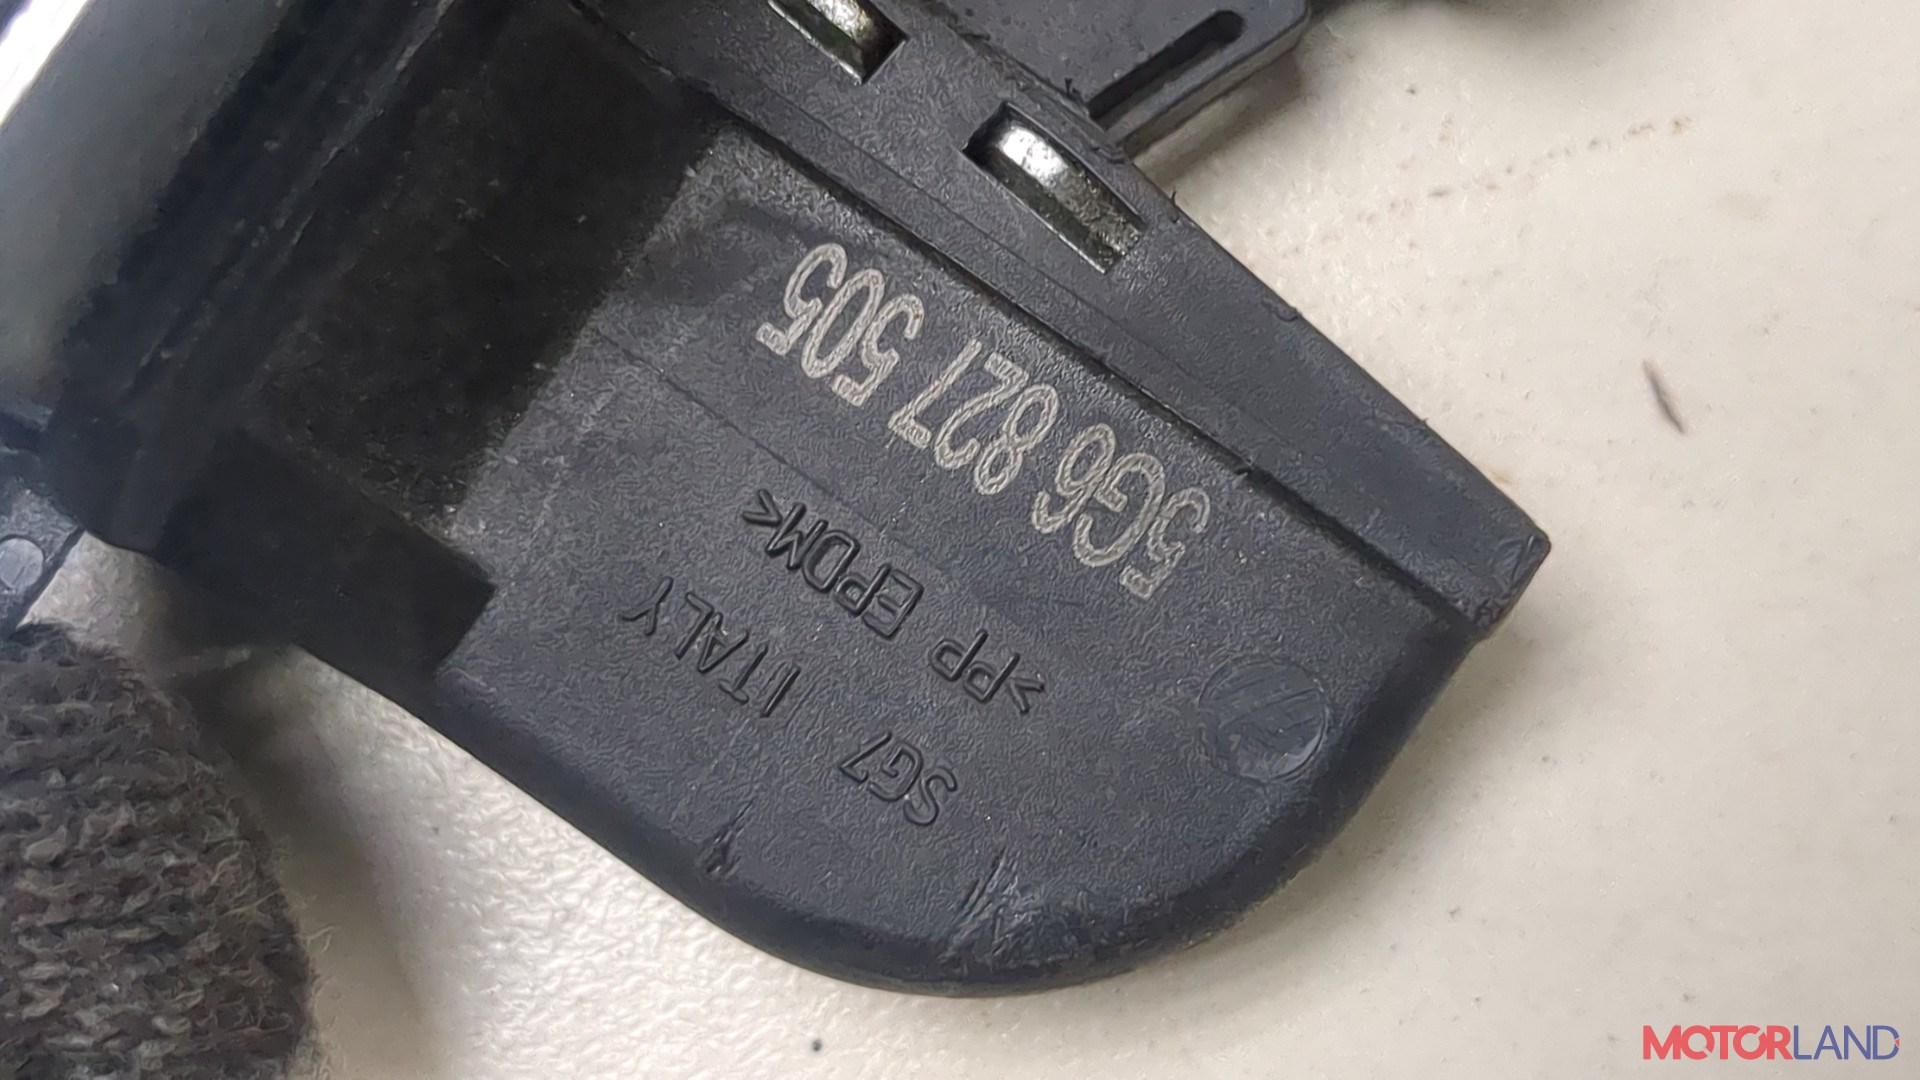 5G6 827 505
>PP EPDM<
SG7 ITALY
MOTORLAND